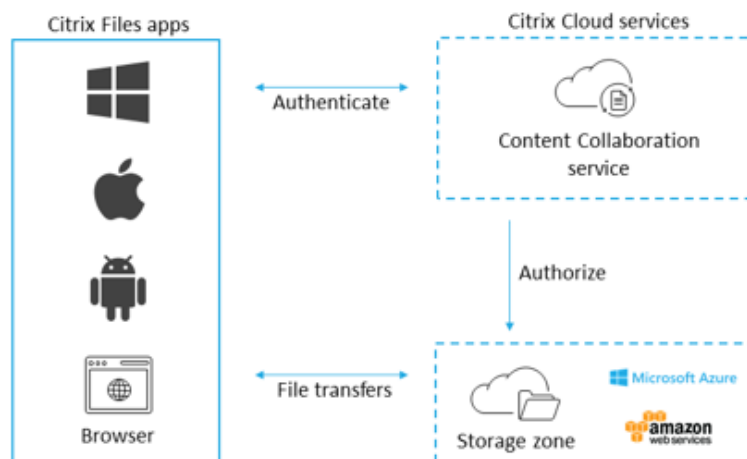 Citrix Files apps
Citrix Cloud services
Authenticate
Content Collaboration
service
Authorize
File transfers
Browser
Storage zone
Microsoft Azure
amazon
web services